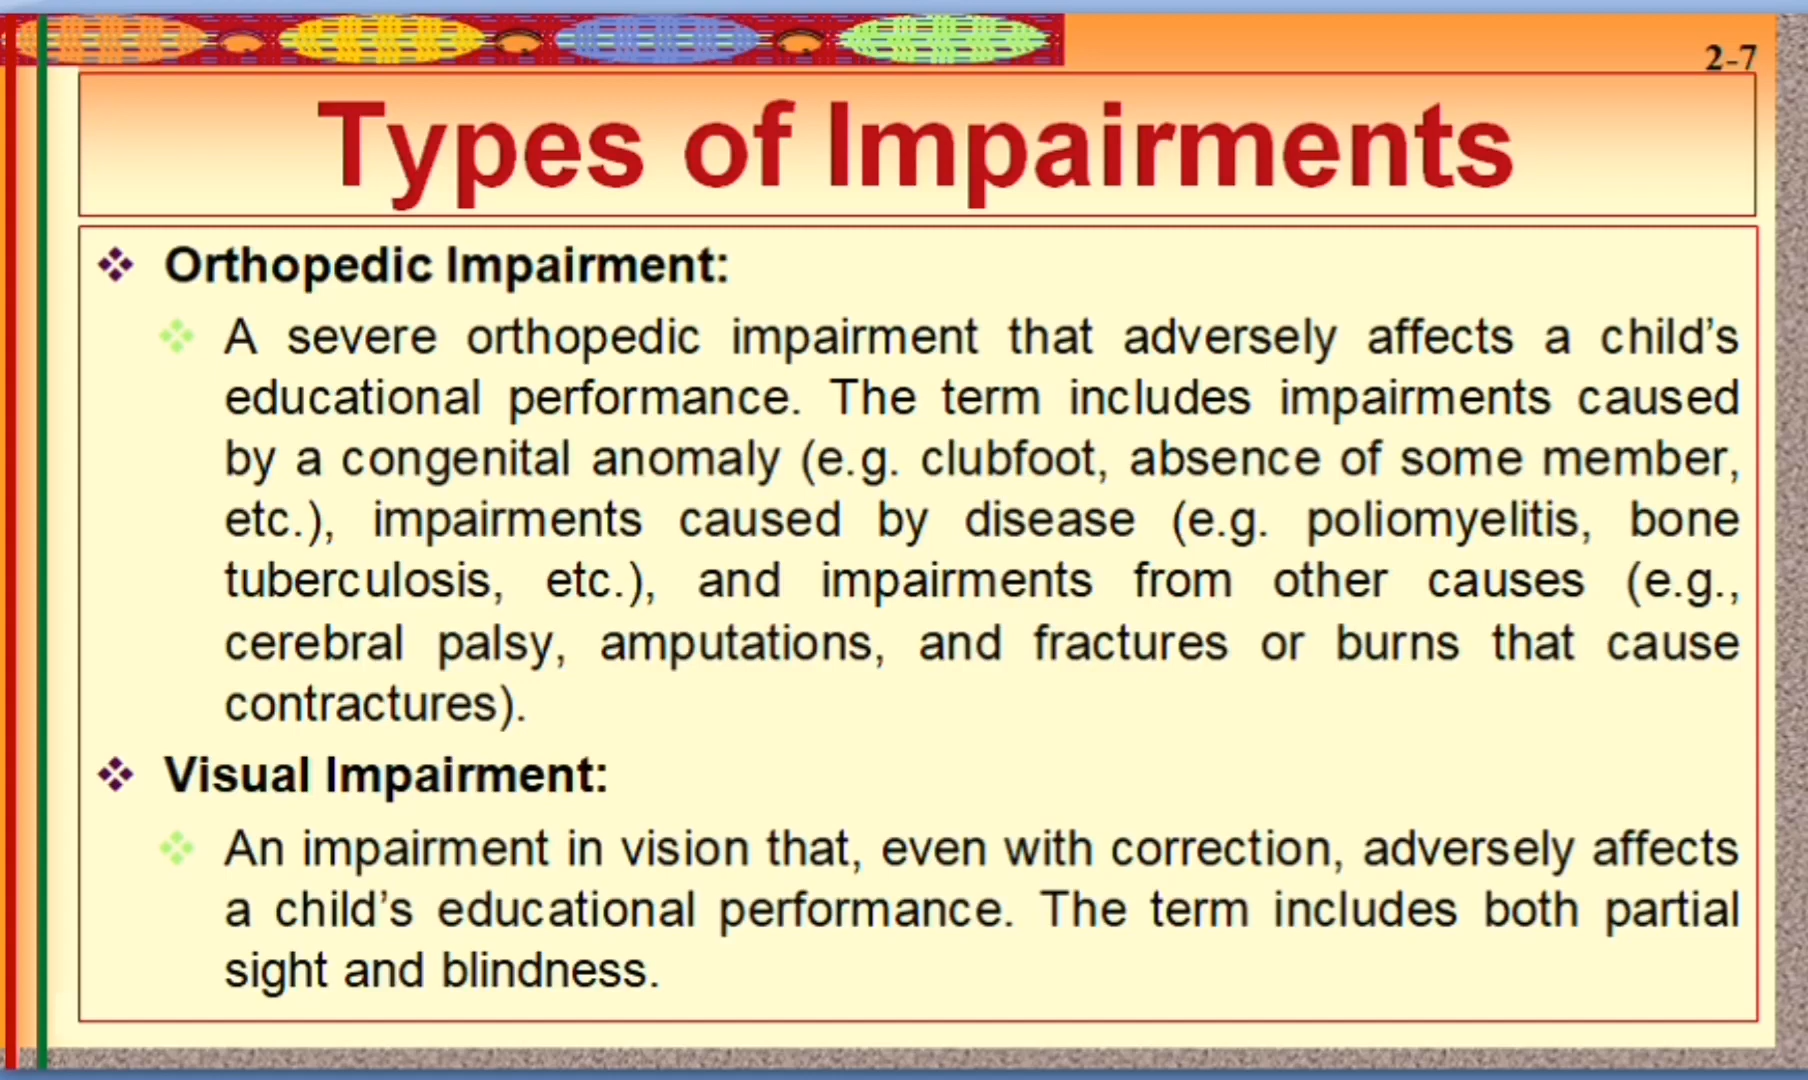 2-7
Types of Impairments
Orthopedic Impairment:
A severe orthopedic impairment that adversely affects a child's
educational performance. The term includes impairments caused
by a congenital anomaly (e.g. clubfoot, absence of some member,
etc.), impairments caused by disease (e.g. poliomyelitis, bone
tuberculosis, etc.), and impairments from other causes (e.g.,
cerebral palsy, amputations, and fractures or burns that cause
contractures).
Visual Impairment:
An impairment in vision that, even with correction, adversely affects
a child's educational performance. The term includes both partial
sight and blindness.